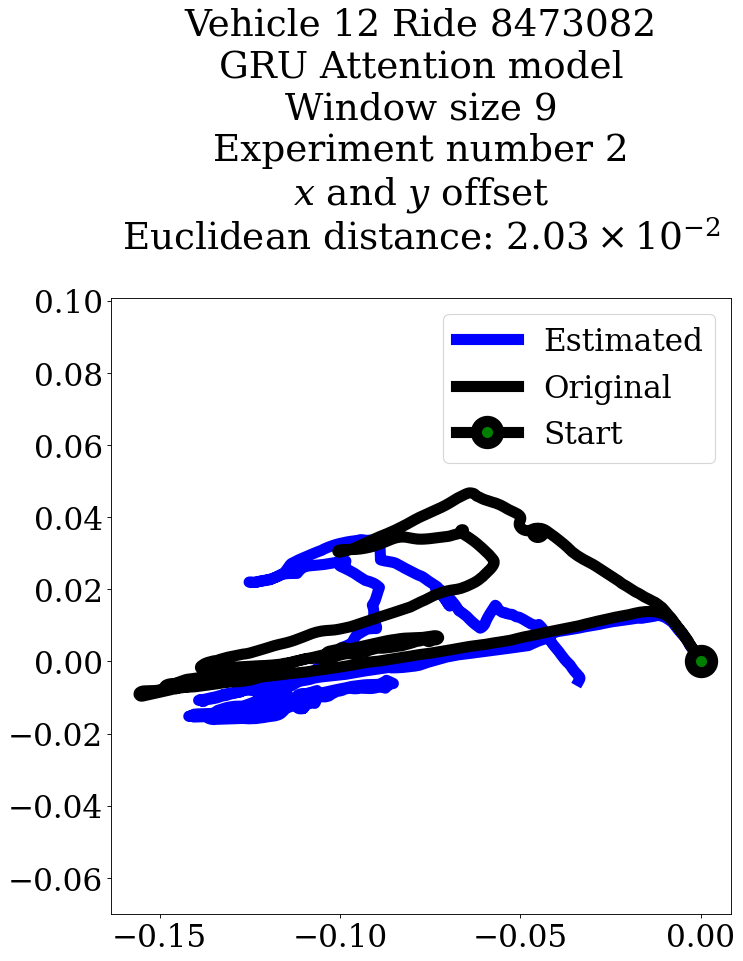 Vehicle 12 Ride 8473082
GRU Attention model
Window size 9
Experiment number 2
x and y offset
Euclidean distance: 2.03 × 10⁻²
Estimated
Original
Start
0.10
0.08
0.06
0.04
0.02
0.00
−0.02
−0.04
−0.06
−0.15
−0.10
−0.05
0.00